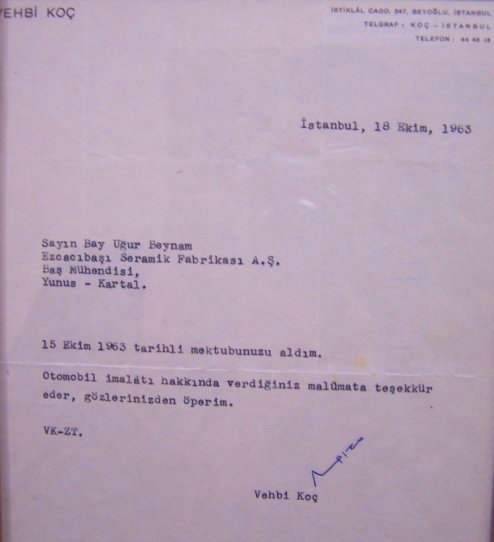 VEHBİ KOÇ
İSTİKLÂL CADD. 347, BEYOĞLU, İSTANBUL
TELGRAF: KOÇ - İSTANBUL
TELEFON: 44 46 18
İstanbul, 18 Ekim, 1963
Sayın Bay Uğur Beynam
Ezcacıbaşı Seramik Fabrikası A.Ş.
Baş Mühendisi,
Yunus - Kartal.
15 Ekim 1963 tarihli mektubunuzu aldım.
Otomobil imalâtı hakkında verdiğiniz malûmata teşekkür
eder, gözlerinizden öperim.
VK-ZT.
Vehbi Koç